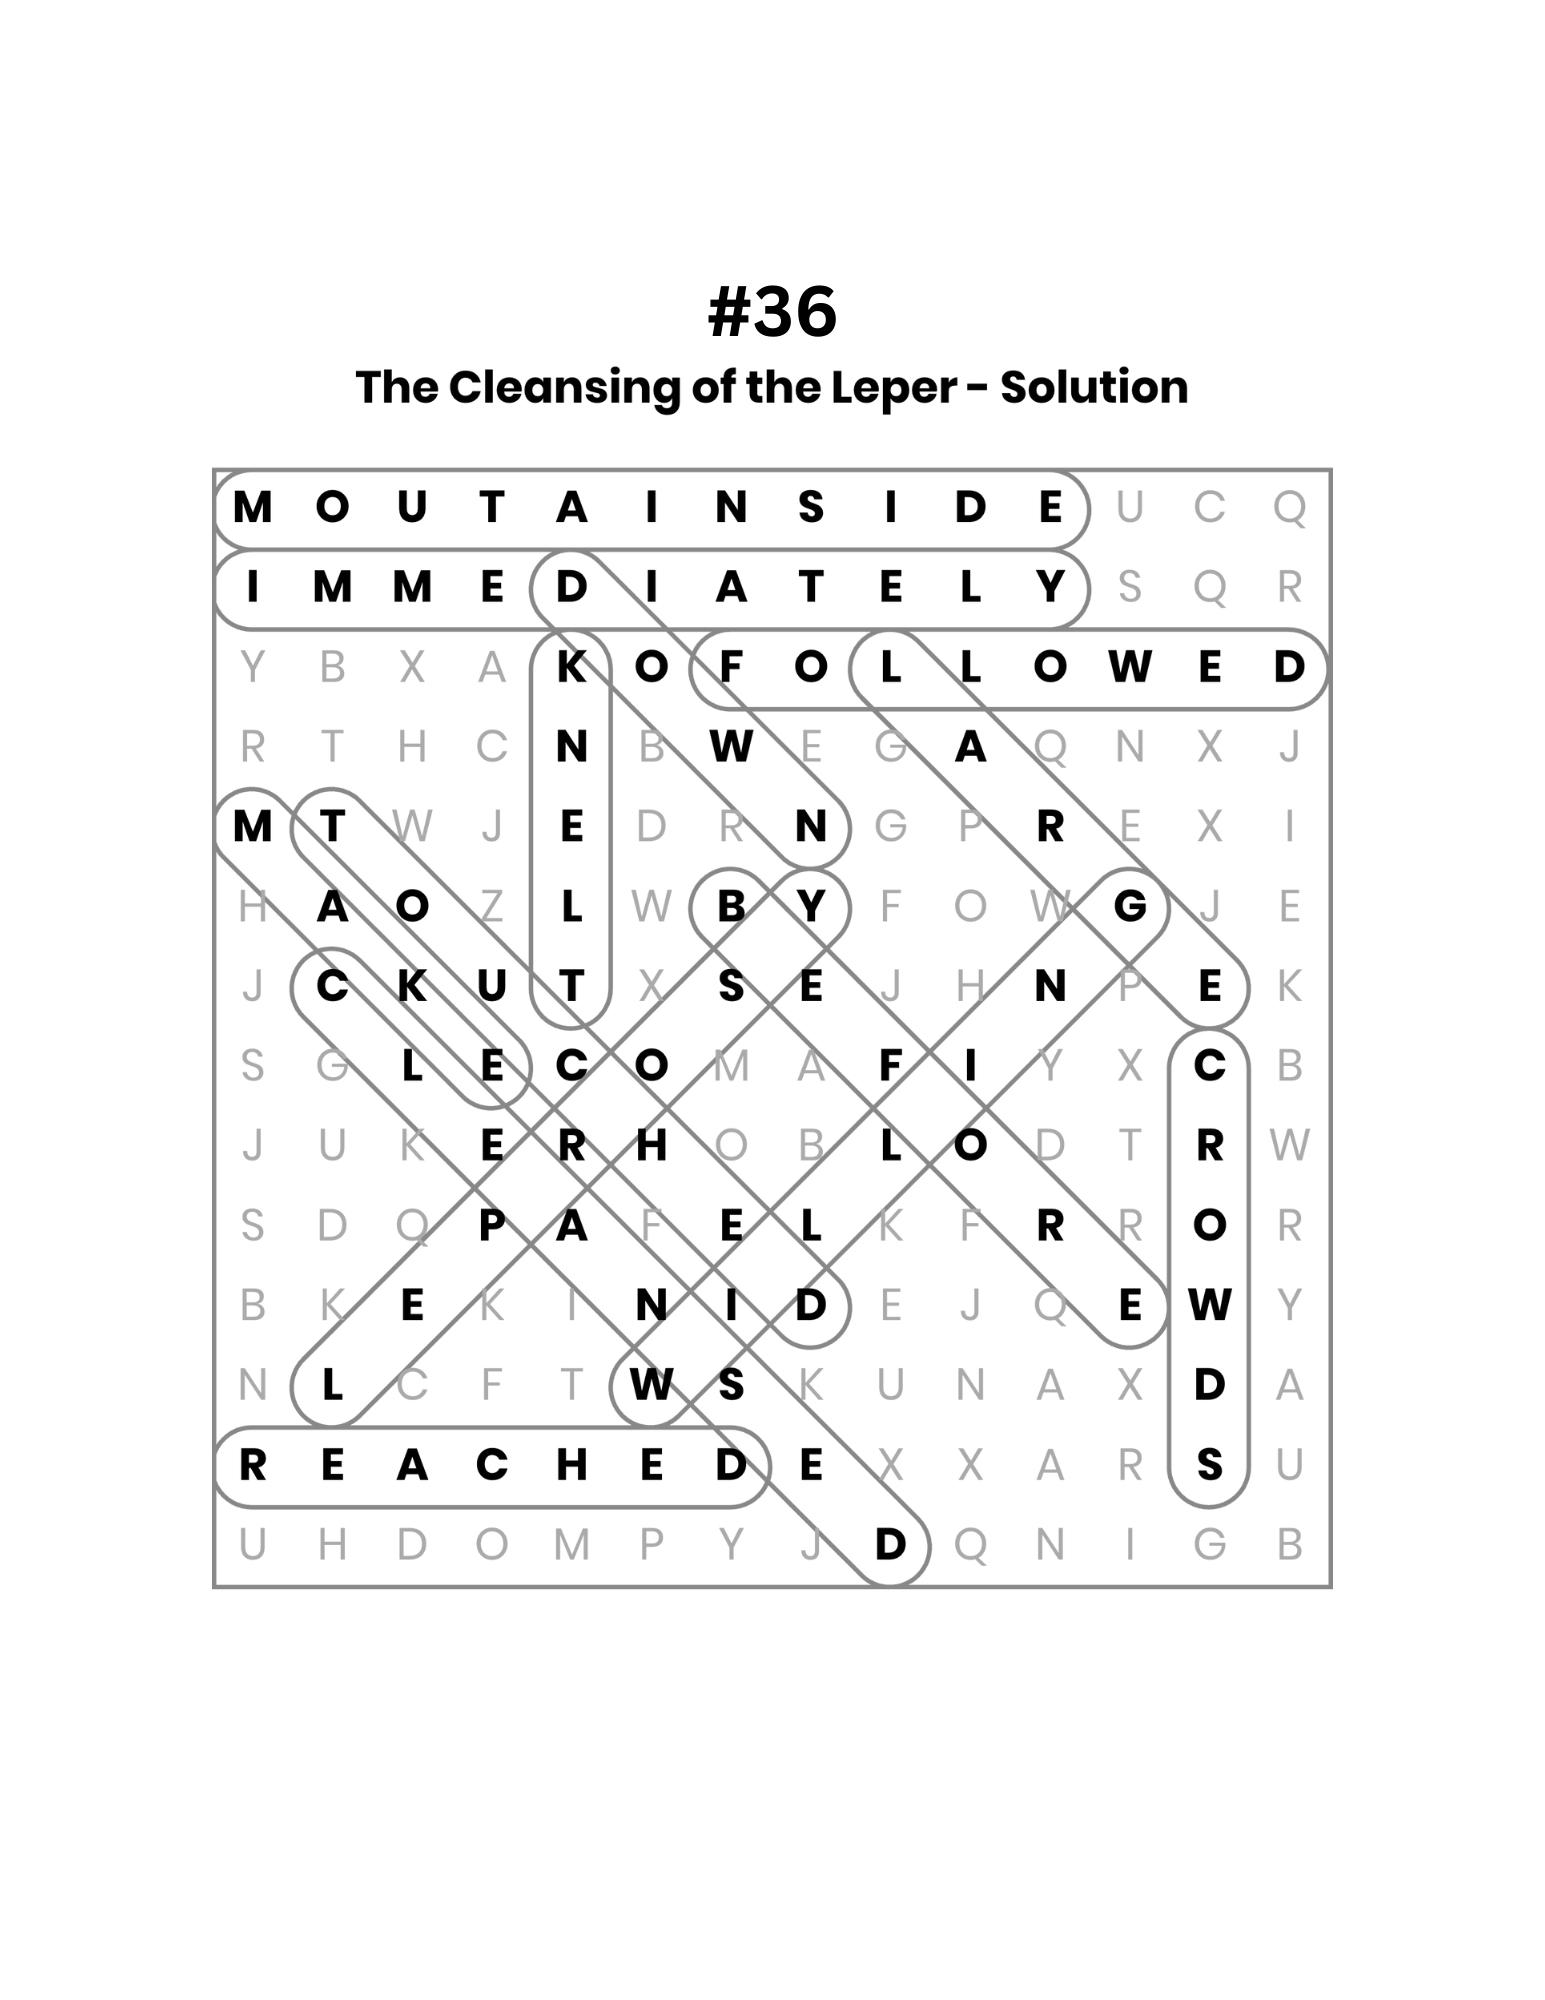 #36
The Cleansing of the Leper - Solution
M O U T A I N S I D E U C Q
I M M E D I A T E L Y S Q R
Y B X A K O F O L L O W E D
R T H C N B W E G A Q N X J
M T W J E D R N G P R E X I
H A O Z L W B Y F O W G J E
J C K U T X S E J H N P E K
S G L E C O M A F I Y X C B
J U K E R H O B L O D T R W
S D Q P A F E L K F R R O R
B K E K I N I D E J Q E W Y
N L C F T W S K U N A X D A
R E A C H E D E X X A R S U
U H D O M P Y J D Q N I G B